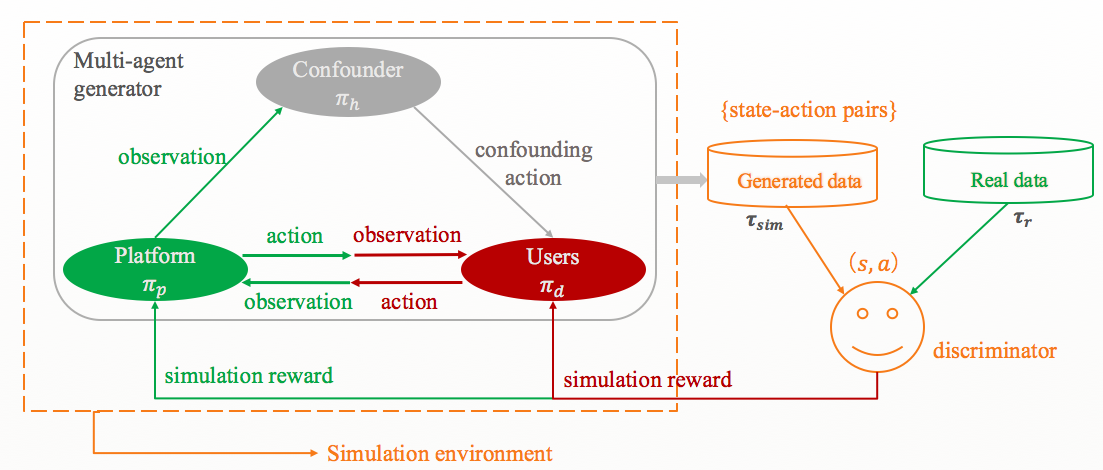 Multi-agent
generator
Confounder
π_h
{state-action pairs}
observation
confounding
action
Generated data
Real data
τ_sim
τ_r
action
observation
Platform
π_p
Users
π_d
(s, a)
observation
action
discriminator
simulation reward
simulation reward
Simulation environment